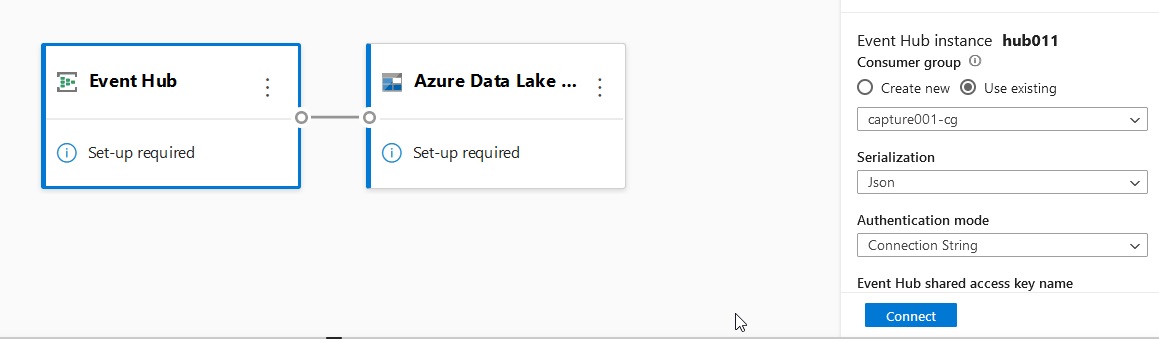 Event Hub
Set-up required
Azure Data Lake ...
Set-up required
Event Hub instance hub011
Consumer group
Create new Use existing
capture001-cg
Serialization
Json
Authentication mode
Connection String
Event Hub shared access key name
Connect